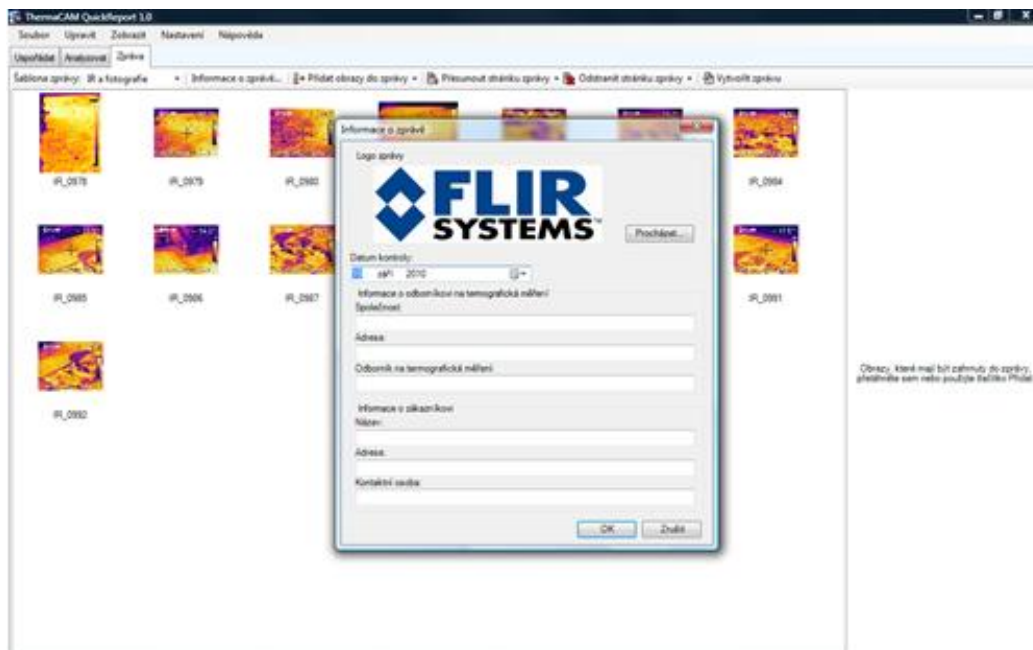 ThermaCAM QuickReport 1.0
Soubor Upravit Zobrazit Nastavení Nápověda
Uspořádat Analyzovat Zpráva
Šablona zprávy: IR a fotografie Informace o zprávě... Přidat obrazy do zprávy Přesunout stránku zprávy Odstranit stránku zprávy Vytvořit zprávu
IR_0978 IR_0979 IR_0980 IR_0984
IR_0985 IR_0986 IR_0987 IR_0991
IR_0992
Informace o zprávě
Logo zprávy
FLIR
SYSTEMS™
Procházet...
Datum kontroly:
září 2010
Informace o odborníkovi na termografická měření
Společnost:
Adresa:
Odborník na termografická měření:
Informace o zákazníkovi
Název:
Adresa:
Kontaktní osoba:
OK Zrušit
Obrazy, které mají být zahrnuty do zprávy,
přetáhněte sem nebo použijte tlačítko Přidat